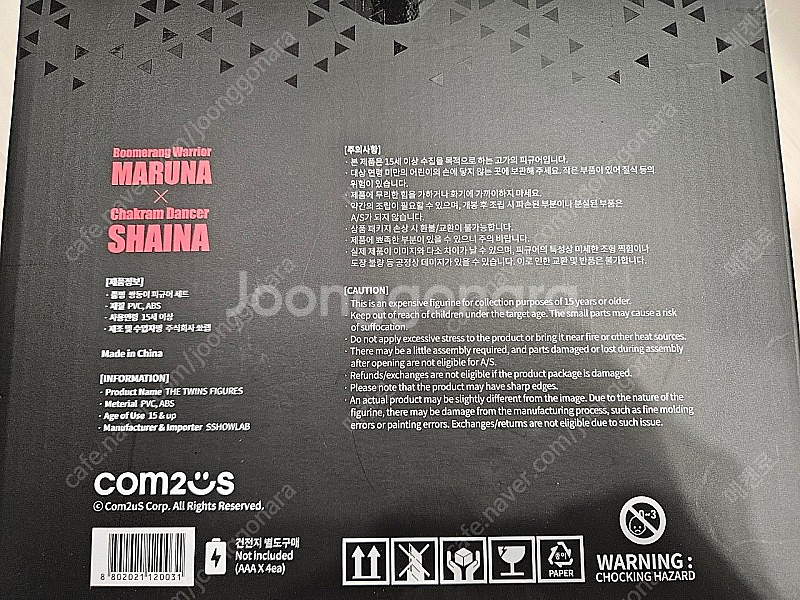 Boomerang Warrior
MARUNA
×
Chakram Dancer
SHAINA
[제품정보]
· 품명 쌍둥이 피규어 세트
· 재질 PVC, ABS
· 사용연령 15세 이상
· 제조 및 수입자명 주식회사 쑈랩
Made in China
[INFORMATION]
· Product Name THE TWINS FIGURES
· Meterial PVC, ABS
· Age of Use 15 & up
· Manufacturer & Importer SSHOWLAB
com2us
© Com2uS Corp. All Rights Reserved.
8 802021 120031
건전지 별도구매
Not included
(AAA X 4ea)
[주의사항]
· 본 제품은 15세 이상 수집을 목적으로 하는 고가의 피규어입니다.
· 대상 연령 미만의 어린이의 손에 닿지 않는 곳에 보관해 주세요. 작은 부품이 있어 질식 등의
위험이 있습니다.
· 제품에 무리한 힘을 가하거나 화기에 가까이하지 마세요.
· 약간의 조립이 필요할 수 있으며, 개봉 후 조립 시 파손된 부분이나 분실된 부품은
A/S가 되지 않습니다.
· 상품 패키지 손상 시 환불/교환이 불가능합니다.
· 제품에 뾰족한 부분이 있을 수 있으니 주의 바랍니다.
· 실제 제품이 이미지와 다소 차이가 날 수 있으며, 피규어의 특성상 미세한 조형 찍힘이나
도장 불량 등 공정상 데미지가 있을 수 있습니다. 이로 인한 교환 및 반품은 불가합니다.
[CAUTION]
· This is an expensive figurine for collection purposes of 15 years or older.
· Keep out of reach of children under the target age. The small parts may cause a risk
of suffocation.
· Do not apply excessive stress to the product or bring it near fire or other heat sources.
· There may be a little assembly required, and parts damaged or lost during assembly
after opening are not eligible for A/S.
· Refunds/exchanges are not eligible if the product package is damaged.
· Please note that the product may have sharp edges.
· An actual product may be slightly different from the image. Due to the nature of the
figurine, there may be damage from the manufacturing process, such as fine molding
errors or painting errors. Exchanges/returns are not eligible due to such issue.
PAPER
0-3
WARNING :
CHOCKING HAZARD
Joonggonara
cafe.naver.com/joonggonara